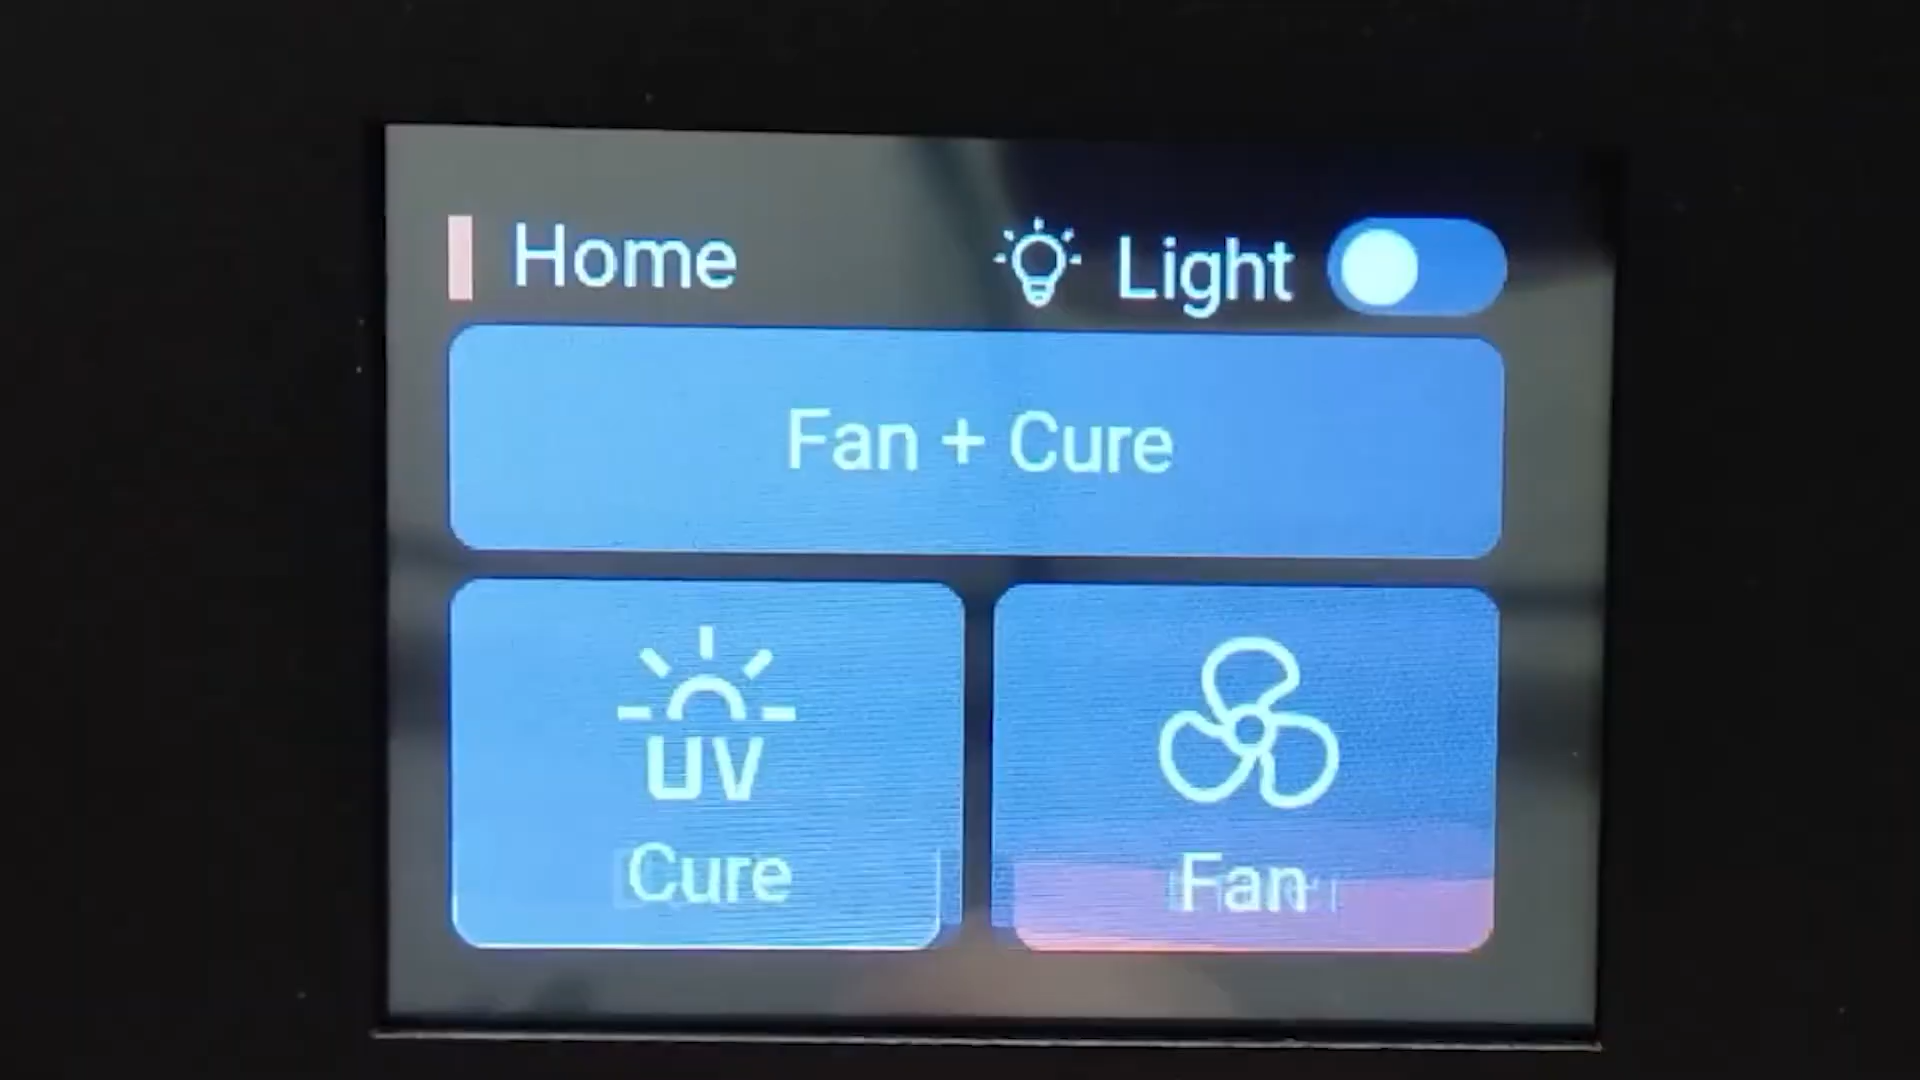 Home
Light
Fan + Cure
UV
Cure
Fan